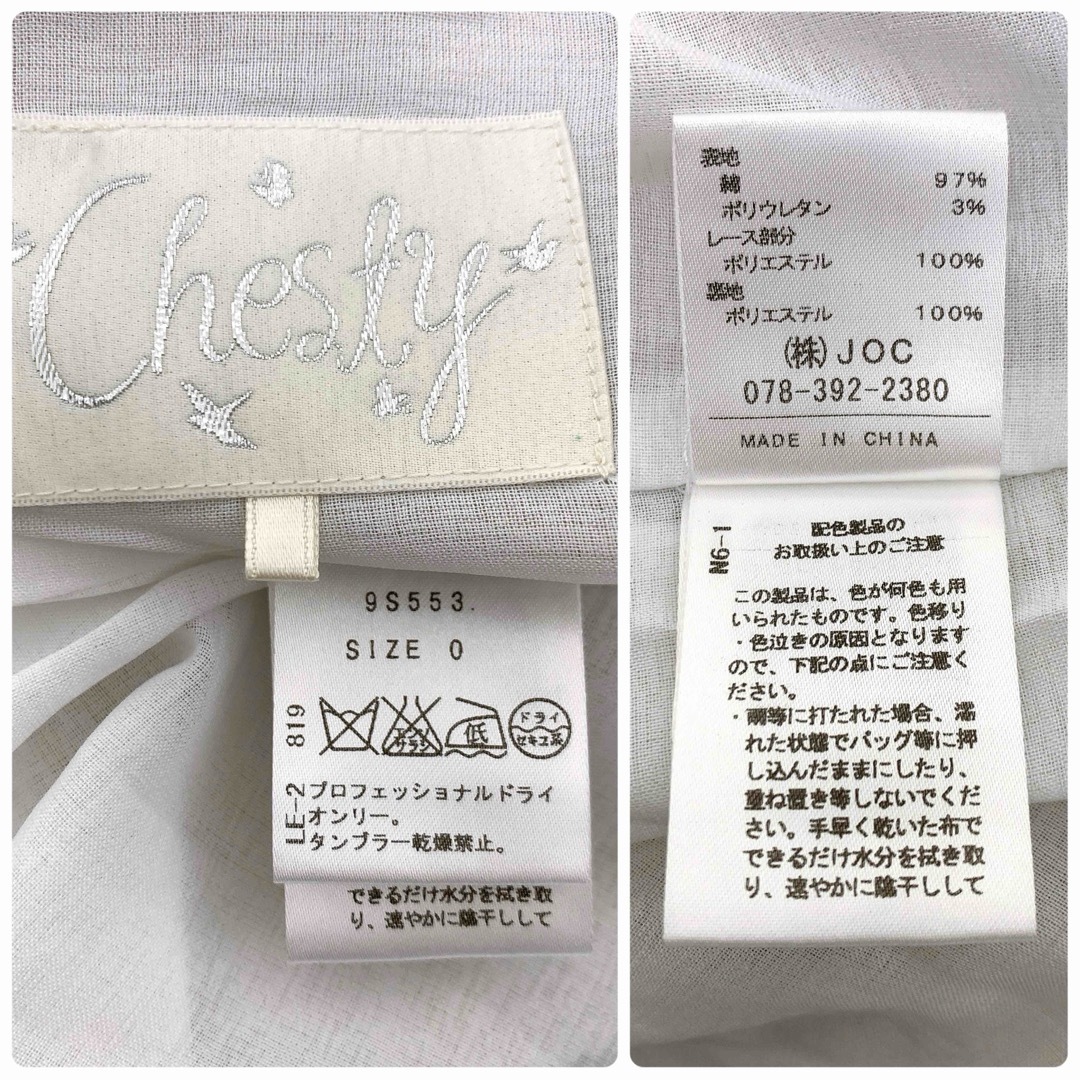 Chesty
9S553.
SIZE 0
819
エンソ
サラシ
低
ドライ
セキユ系
LE-2
プロフェッショナルドライ
オンリー。
タンブラー乾燥禁止。
できるだけ水分を拭き取
り、速やかに陰干しして
表地
綿 97%
ポリウレタン 3%
レース部分
ポリエステル 100%
裏地
ポリエステル 100%
(株)JOC
078-392-2380
MADE IN CHINA
N6-1
配色製品の
お取扱い上のご注意
この製品は、色が何色も用
いられたものです。色移り
・色泣きの原因となります
ので、下記の点にご注意く
ださい。
・雨等に打たれた場合、濡
れた状態でバッグ等に押
し込んだままにしたり、
重ね置き等しないでくだ
さい。手早く乾いた布で
できるだけ水分を拭き取
り、速やかに陰干しして